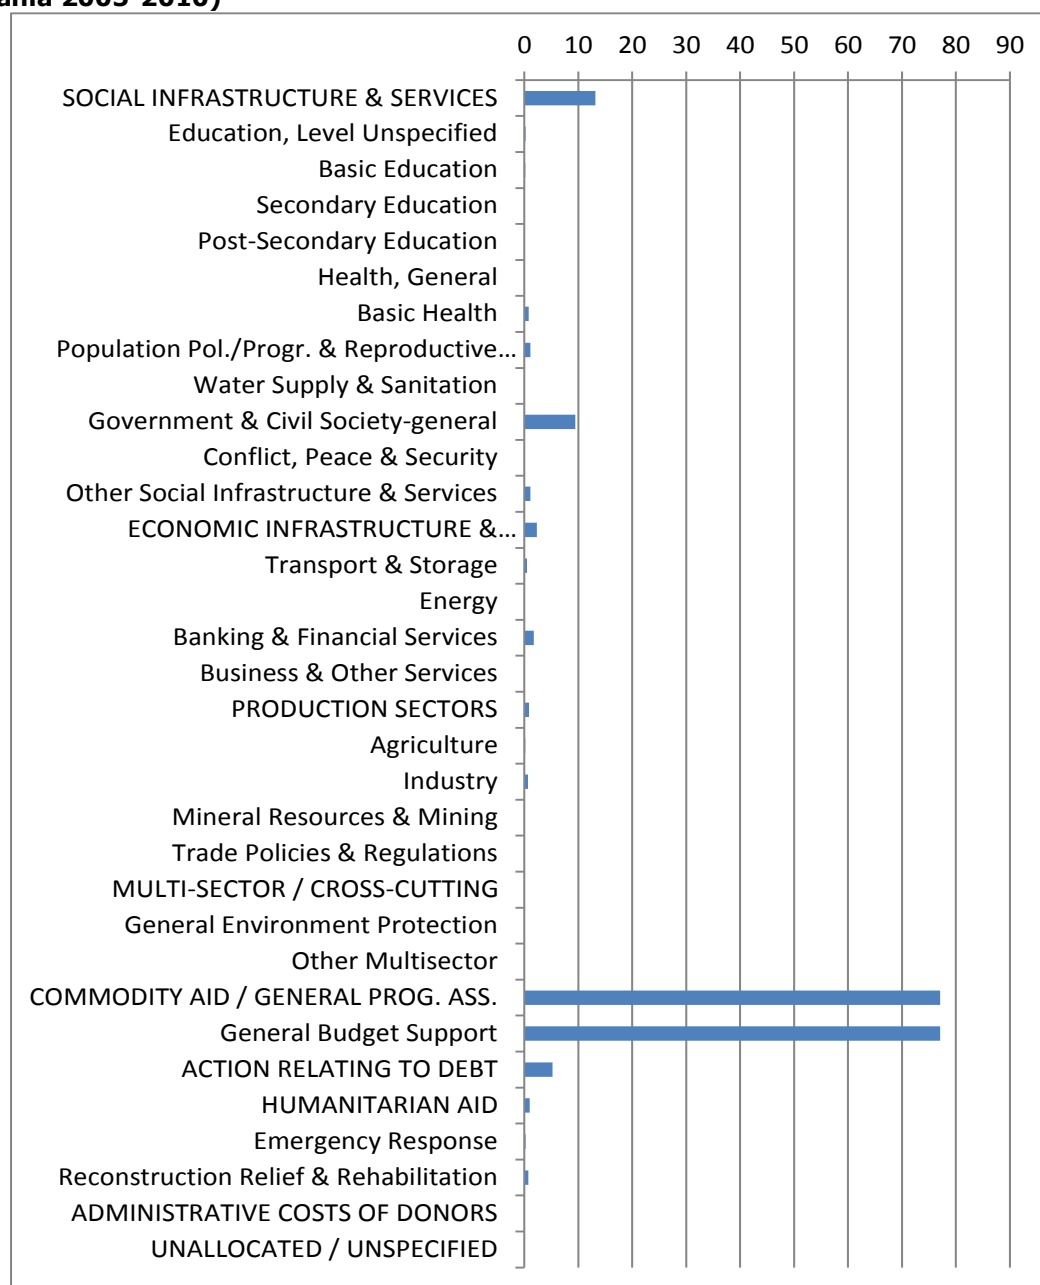 2010)
0 10 20 30 40 50 60 70 80 90
SOCIAL INFRASTRUCTURE & SERVICES
Education, Level Unspecified
Basic Education
Secondary Education
Post-Secondary Education
Health, General
Basic Health
Population Pol./Progr. & Reproductive...
Water Supply & Sanitation
Government & Civil Society-general
Conflict, Peace & Security
Other Social Infrastructure & Services
ECONOMIC INFRASTRUCTURE &...
Transport & Storage
Energy
Banking & Financial Services
Business & Other Services
PRODUCTION SECTORS
Agriculture
Industry
Mineral Resources & Mining
Trade Policies & Regulations
MULTI-SECTOR / CROSS-CUTTING
General Environment Protection
Other Multisector
COMMODITY AID / GENERAL PROG. ASS.
General Budget Support
ACTION RELATING TO DEBT
HUMANITARIAN AID
Emergency Response
Reconstruction Relief & Rehabilitation
ADMINISTRATIVE COSTS OF DONORS
UNALLOCATED / UNSPECIFIED